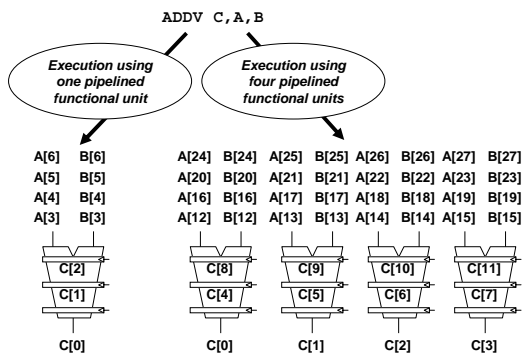 ADDV C,A,B
Execution using
one pipelined
functional unit
Execution using
four pipelined
functional units
A[6] B[6] A[24] B[24] A[25] B[25] A[26] B[26] A[27] B[27]
A[5] B[5] A[20] B[20] A[21] B[21] A[22] B[22] A[23] B[23]
A[4] B[4] A[16] B[16] A[17] B[17] A[18] B[18] A[19] B[19]
A[3] B[3] A[12] B[12] A[13] B[13] A[14] B[14] A[15] B[15]
C[2] C[8] C[9] C[10] C[11]
C[1] C[4] C[5] C[6] C[7]
C[0] C[0] C[1] C[2] C[3]